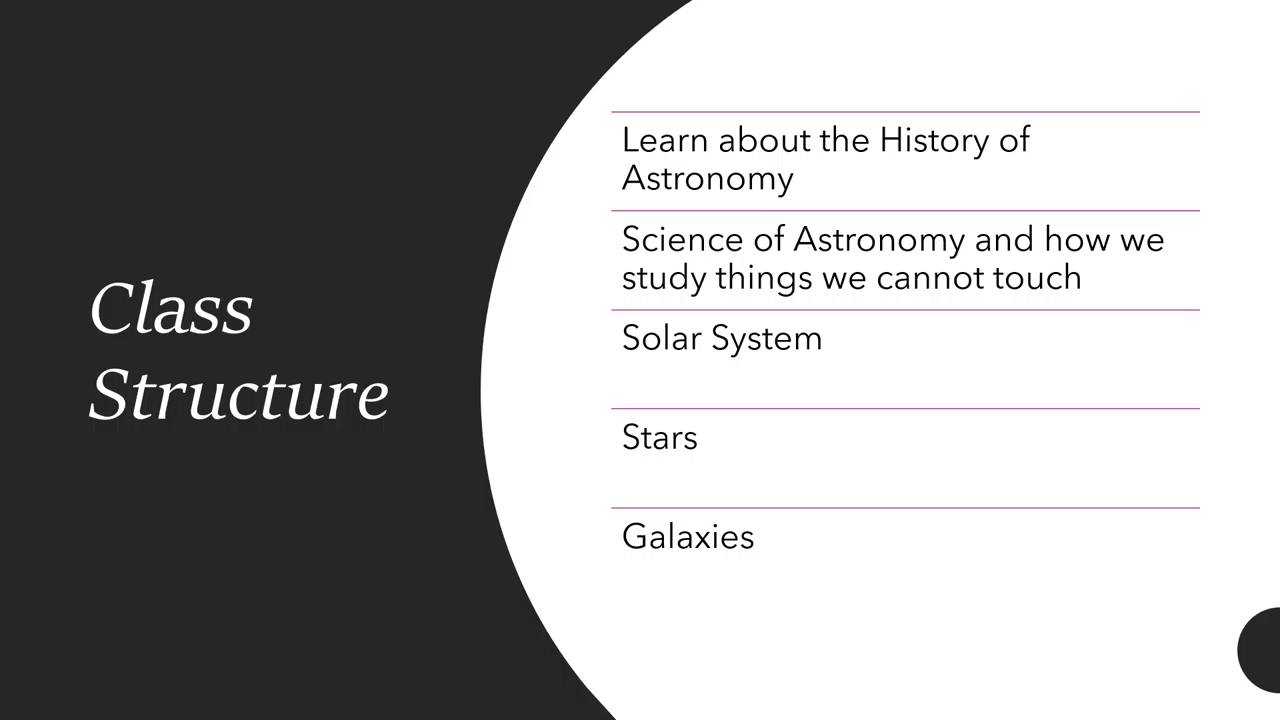 Class
Structure
Learn about the History of
Astronomy
Science of Astronomy and how we
study things we cannot touch
Solar System
Stars
Galaxies